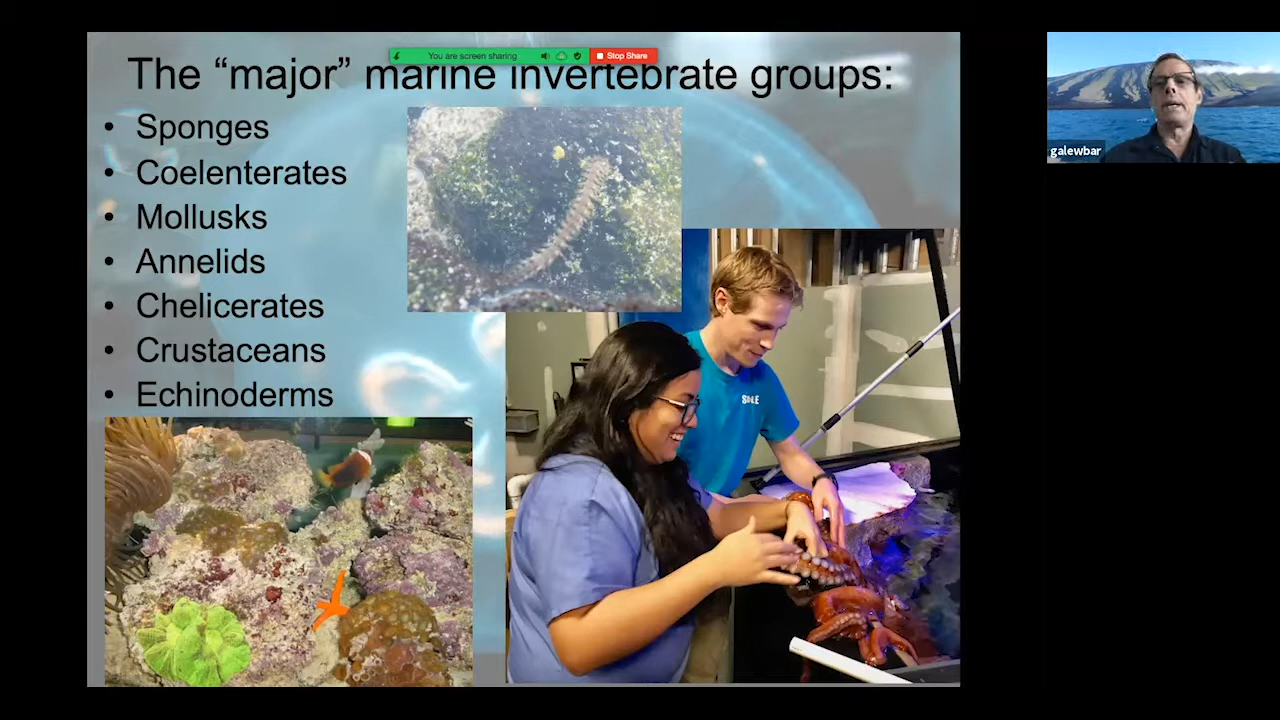 You are screen sharing
Stop Share
The “major” marine invertebrate groups:
• Sponges
• Coelenterates
• Mollusks
• Annelids
• Chelicerates
• Crustaceans
• Echinoderms
galewbar